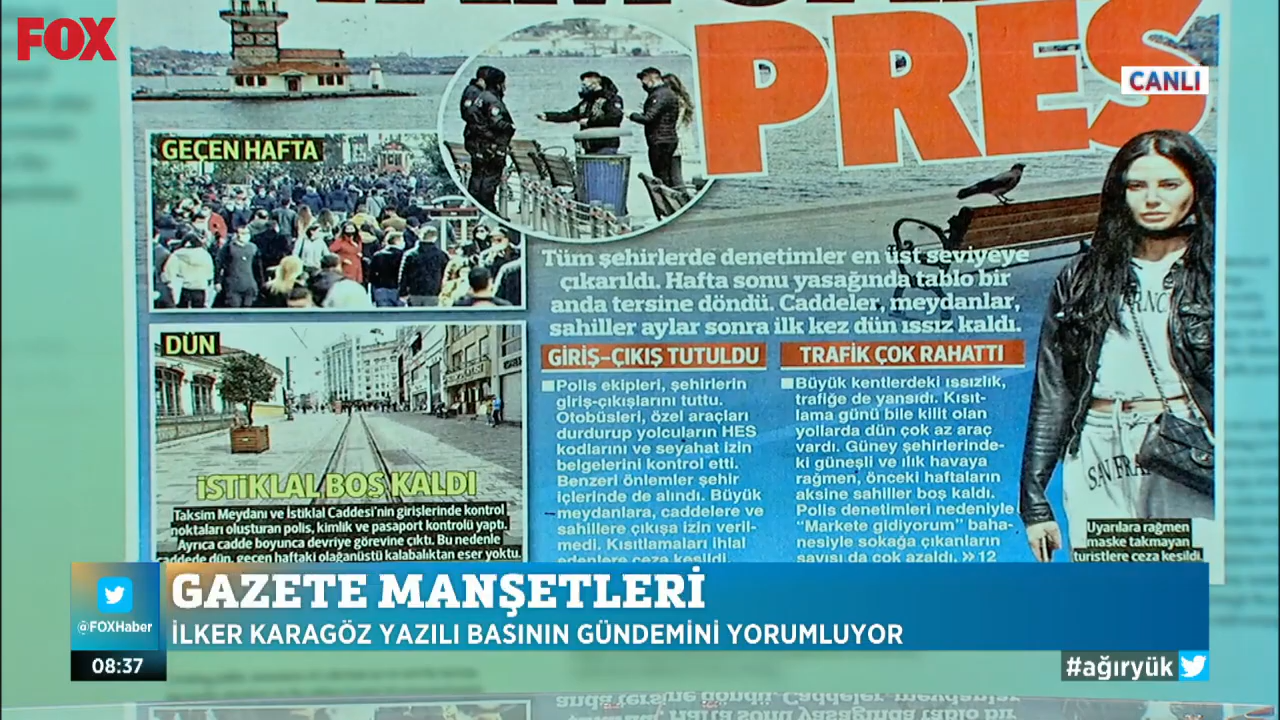 FOX
CANLI
PRES
GEÇEN HAFTA
Tüm şehirlerde denetimler en üst seviyeye
çıkarıldı. Hafta sonu yasağında tablo bir
anda tersine döndü. Caddeler, meydanlar,
sahiller aylar sonra ilk kez dün ıssız kaldı.
DÜN
İSTİKLAL BOŞ KALDI
Taksim Meydanı ve İstiklal Caddesi'nin girişlerinde kontrol
noktaları oluşturan polis, kimlik ve pasaport kontrolü yaptı.
Ayrıca cadde boyunca devriye görevine çıktı. Bu nedenle
caddede dün, geçen haftaki olağanüstü kalabalıktan eser yoktu.
GİRİŞ-ÇIKIŞ TUTULDU
Polis ekipleri, şehirlerin
giriş-çıkışlarını tuttu.
Otobüsleri, özel araçları
durdurup yolcuların HES
kodlarını ve seyahat izin
belgelerini kontrol etti.
Benzeri önlemler şehir
içlerinde de alındı. Büyük
meydanlara, caddelere ve
sahillere çıkışa izin veril-
medi. Kısıtlamaları ihlal
edenlere ceza kesildi.
TRAFİK ÇOK RAHATTI
Büyük kentlerdeki ıssızlık,
trafiğe de yansıdı. Kısıt-
lama günü bile kilit olan
yollarda dün çok az araç
vardı. Güney şehirlerinde-
ki güneşli ve ılık havaya
rağmen, önceki haftaların
aksine sahiller boş kaldı.
Polis denetimleri nedeniyle
“Markete gidiyorum” baha-
nesiyle sokağa çıkanların
sayısı da çok azaldı. »12
Uyarılara rağmen
maske takmayan
turistlere ceza kesildi.
@FOXHaber
08:37
GAZETE MANŞETLERİ
İLKER KARAGÖZ YAZILI BASININ GÜNDEMİNİ YORUMLUYOR
#ağıryük